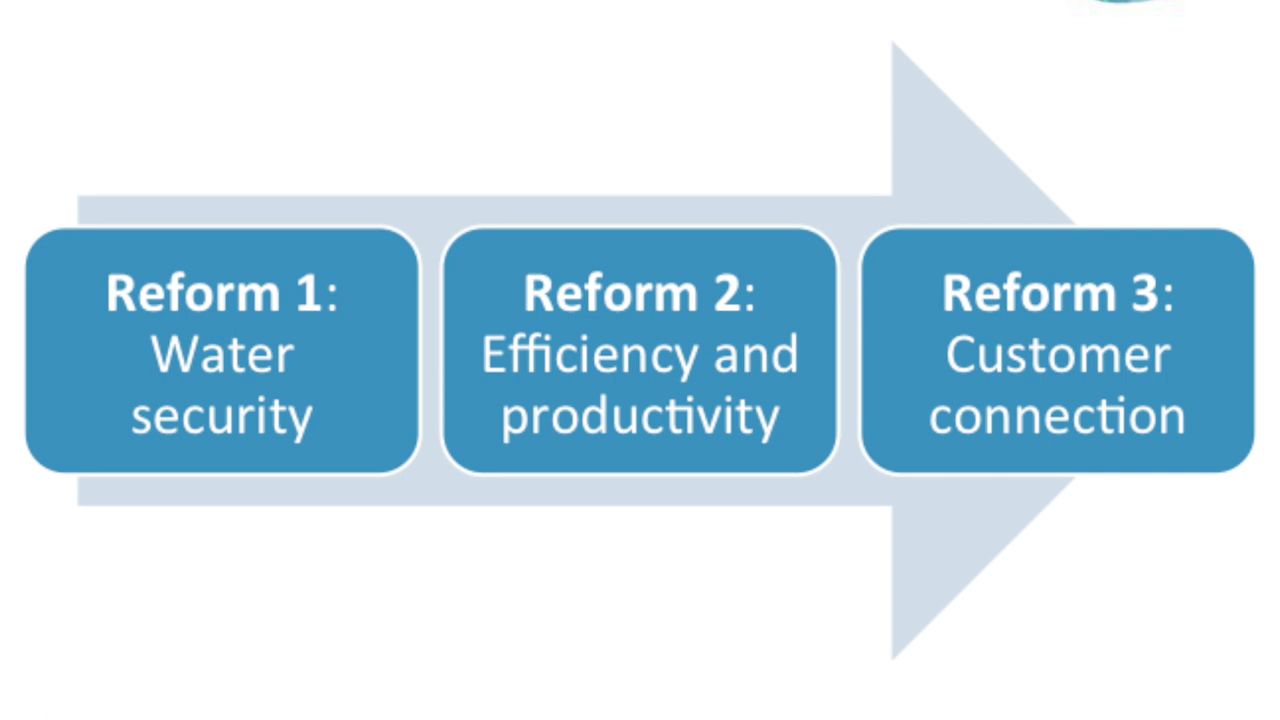 Reform 1:
Water
security
Reform 2:
Efficiency and
productivity
Reform 3:
Customer
connection